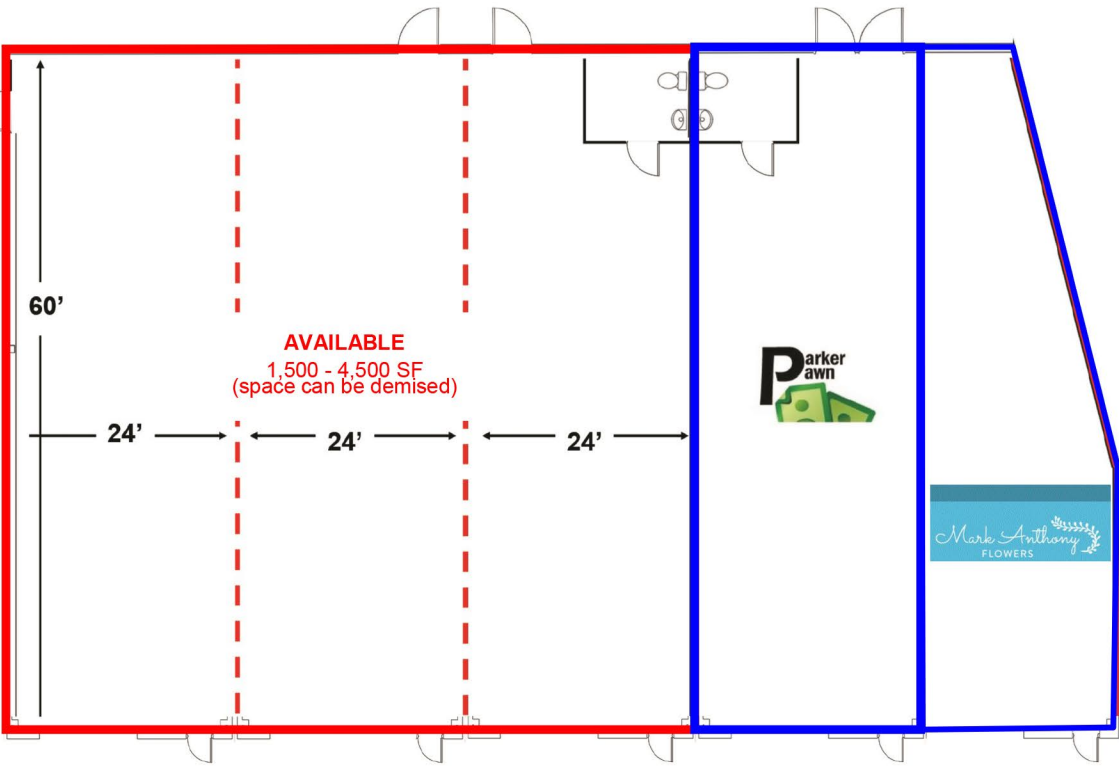 60’
AVAILABLE
1,500 - 4,500 SF
(space can be demised)
24’
24’
24’
Parker
Pawn
Mark Anthony
FLOWERS